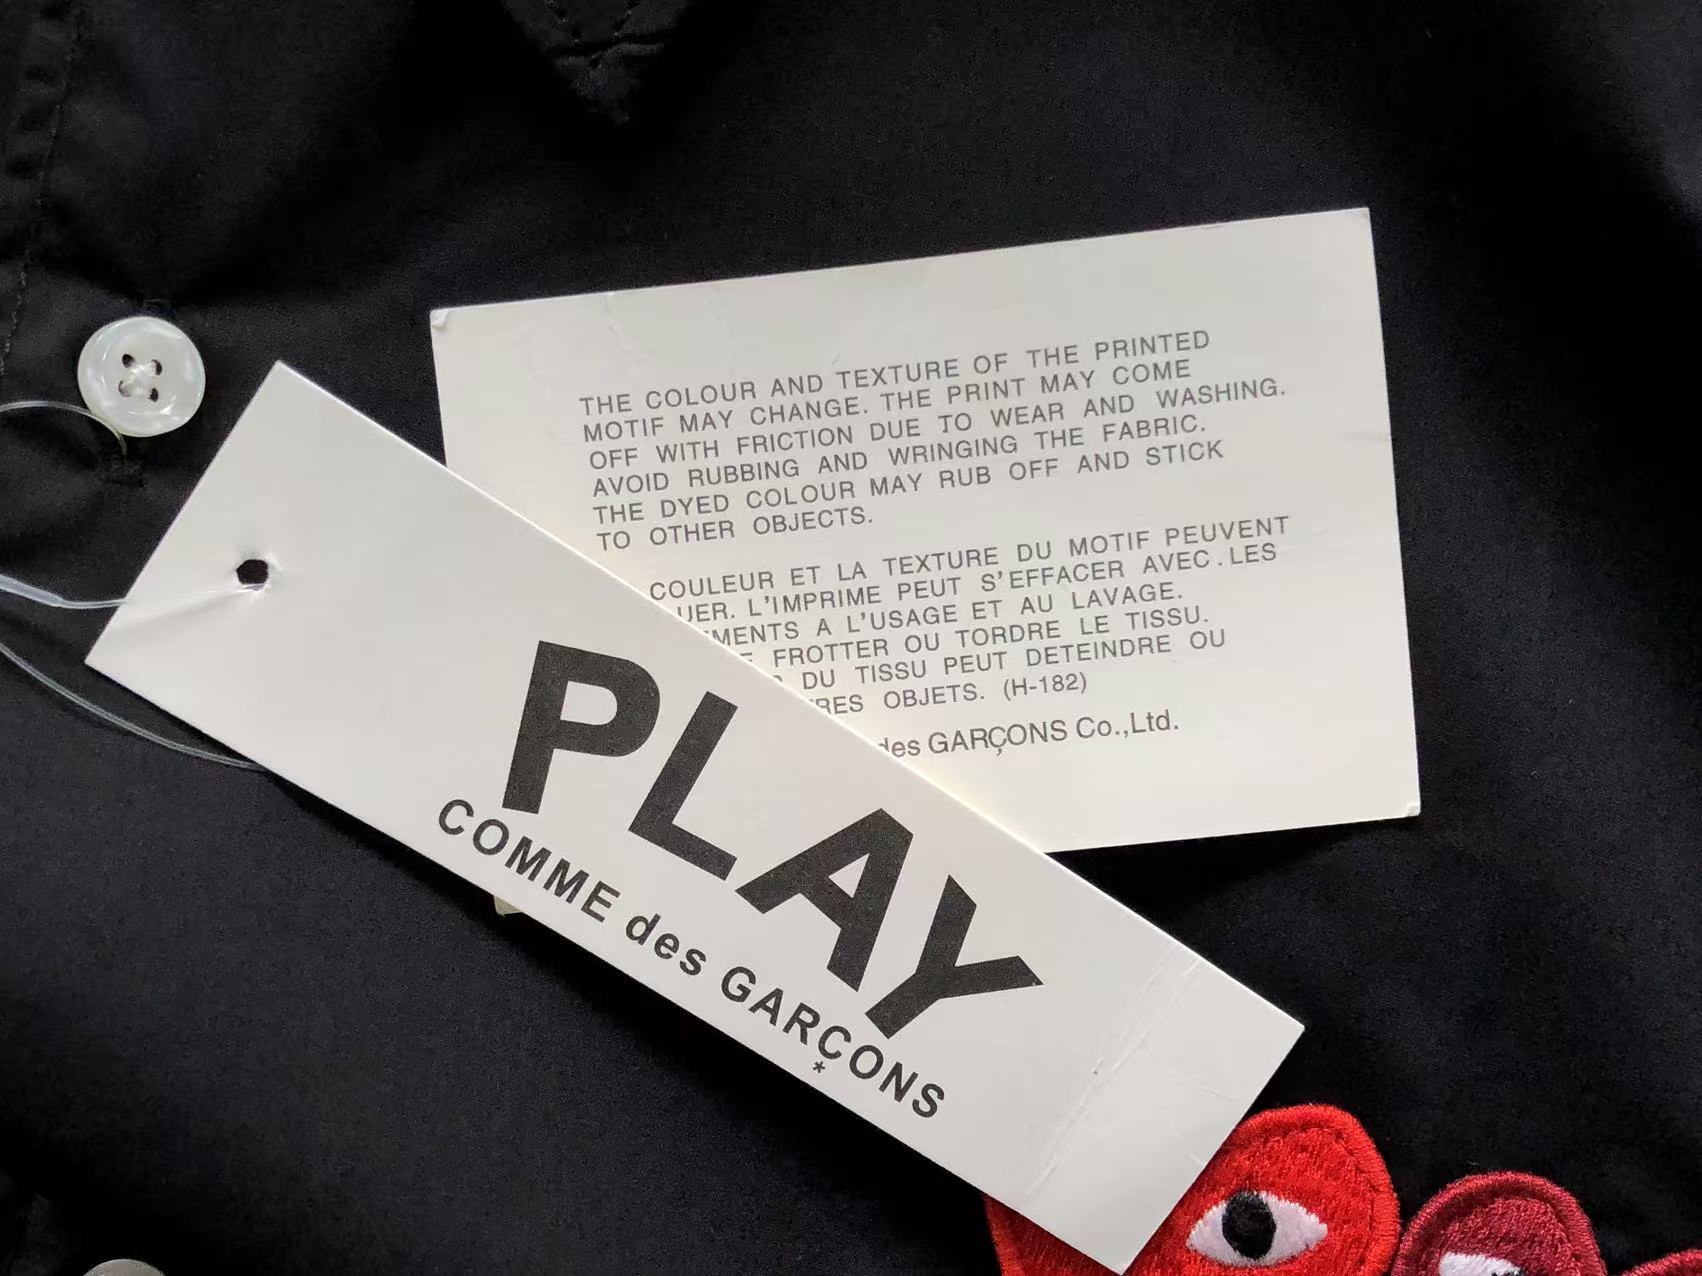 THE COLOUR AND TEXTURE OF THE PRINTED
MOTIF MAY CHANGE. THE PRINT MAY COME
OFF WITH FRICTION DUE TO WEAR AND WASHING.
AVOID RUBBING AND WRINGING THE FABRIC.
THE DYED COLOUR MAY RUB OFF AND STICK
TO OTHER OBJECTS.
COULEUR ET LA TEXTURE DU MOTIF PEUVENT
UER. L'IMPRIME PEUT S'EFFACER AVEC.LES
MENTS A L'USAGE ET AU LAVAGE.
E FROTTER OU TORDRE LE TISSU.
DU TISSU PEUT DETEINDRE OU
RES OBJETS. (H-182)
des GARÇONS Co.,Ltd.
PLAY
COMME des GARÇONS
*